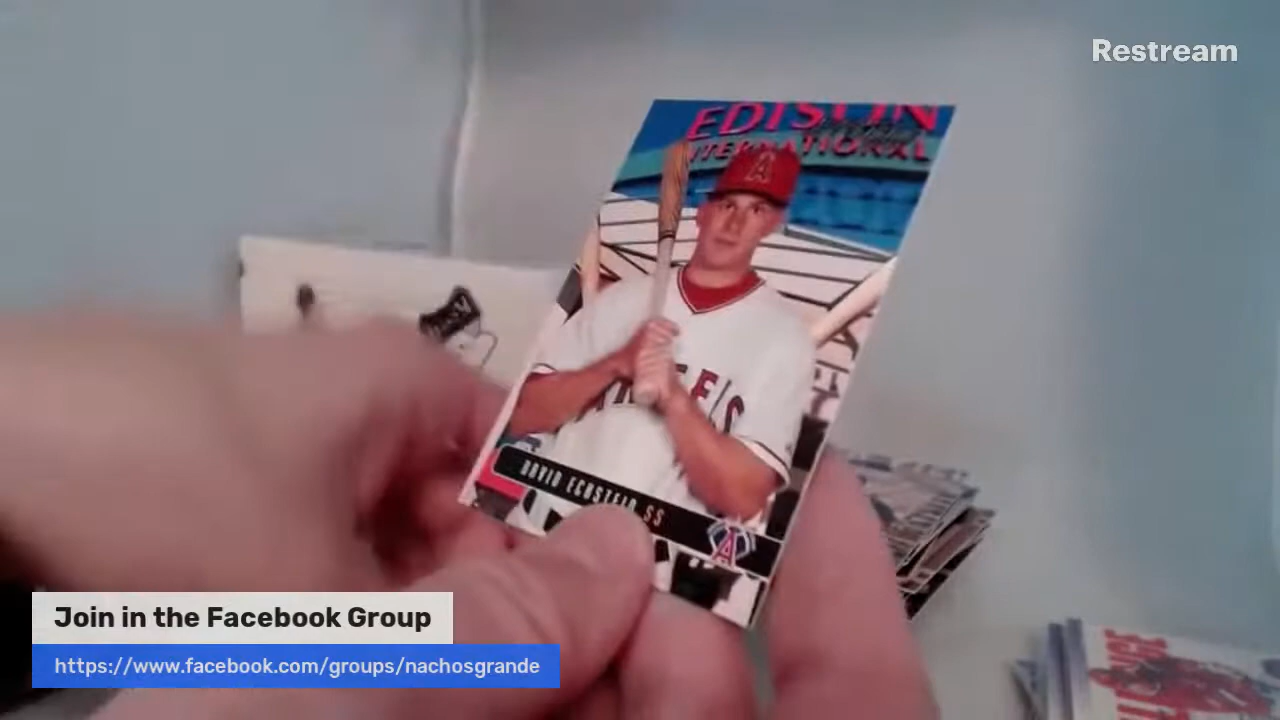 Restream
EDISON
INTERNATIONAL
A
DAVID ECKSTEIN SS
A
Join in the Facebook Group
https://www.facebook.com/groups/nachosgrande